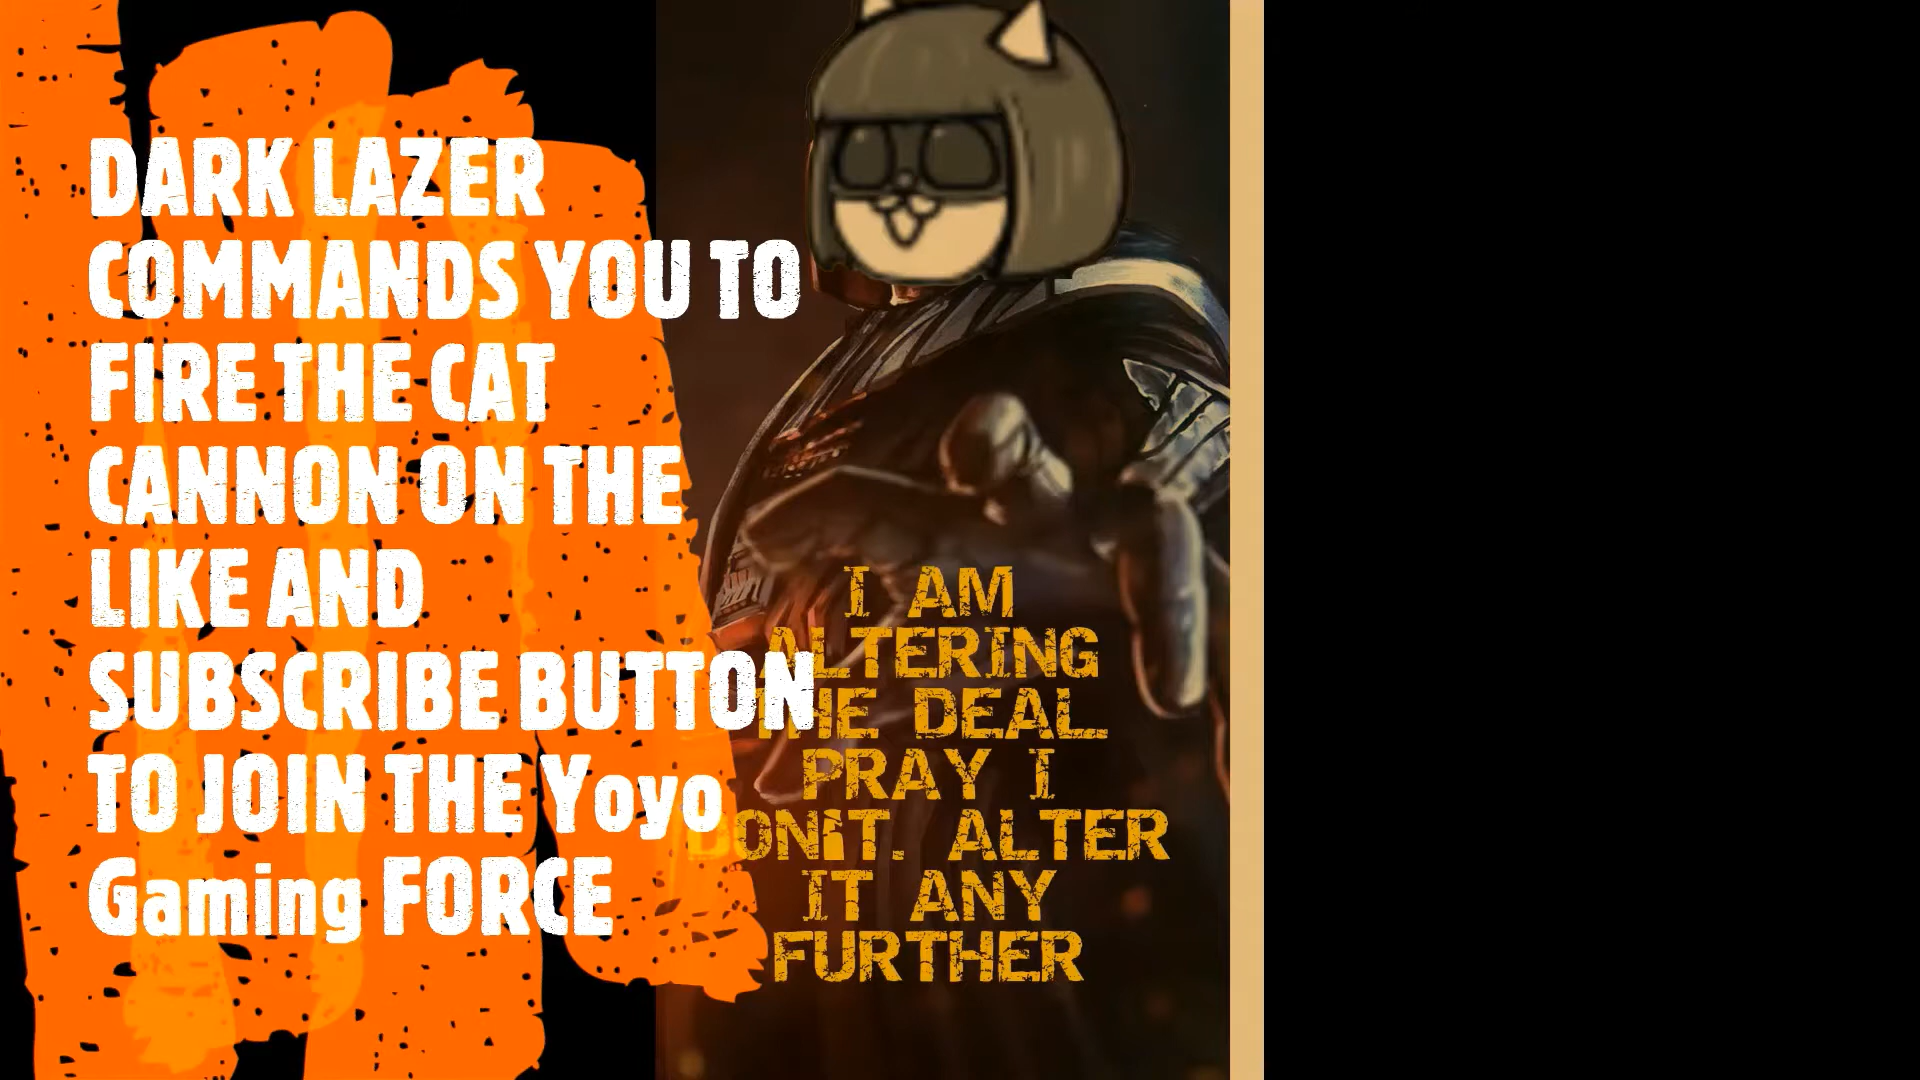 DARK LAZER
COMMANDS YOU TO
FIRE THE CAT
CANNON ON THE
LIKE AND
SUBSCRIBE BUTTON
TO JOIN THE Yoyo
Gaming FORCE
I AM
ALTERING
THE DEAL.
PRAY I
DON'T. ALTER
IT ANY
FURTHER